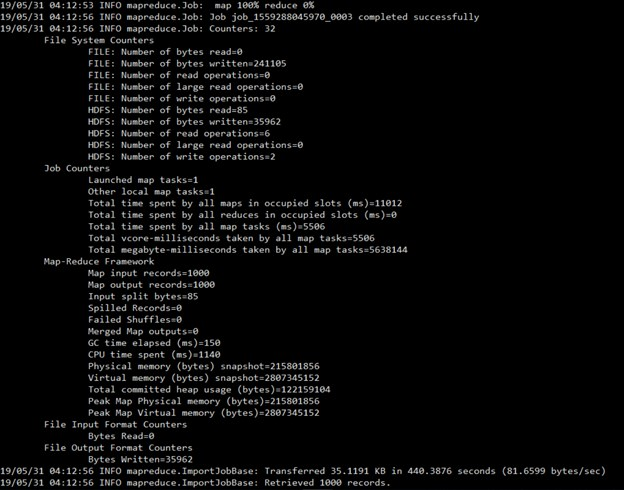 19/05/31 04:12:53 INFO mapreduce.Job:  map 100% reduce 0%
19/05/31 04:12:56 INFO mapreduce.Job: Job job_1559288045970_0003 completed successfully
19/05/31 04:12:56 INFO mapreduce.Job: Counters: 32
File System Counters
FILE: Number of bytes read=0
FILE: Number of bytes written=241105
FILE: Number of read operations=0
FILE: Number of large read operations=0
FILE: Number of write operations=0
HDFS: Number of bytes read=85
HDFS: Number of bytes written=35962
HDFS: Number of read operations=6
HDFS: Number of large read operations=0
HDFS: Number of write operations=2
Job Counters
Launched map tasks=1
Other local map tasks=1
Total time spent by all maps in occupied slots (ms)=11012
Total time spent by all reduces in occupied slots (ms)=0
Total time spent by all map tasks (ms)=5506
Total vcore-milliseconds taken by all map tasks=5506
Total megabyte-milliseconds taken by all map tasks=5638144
Map-Reduce Framework
Map input records=1000
Map output records=1000
Input split bytes=85
Spilled Records=0
Failed Shuffles=0
Merged Map outputs=0
GC time elapsed (ms)=150
CPU time spent (ms)=1140
Physical memory (bytes) snapshot=215801856
Virtual memory (bytes) snapshot=2807345152
Total committed heap usage (bytes)=122159104
Peak Map Physical memory (bytes)=215801856
Peak Map Virtual memory (bytes)=2807345152
File Input Format Counters
Bytes Read=0
File Output Format Counters
Bytes Written=35962
19/05/31 04:12:56 INFO mapreduce.ImportJobBase: Transferred 35.1191 KB in 440.3876 seconds (81.6599 bytes/sec)
19/05/31 04:12:56 INFO mapreduce.ImportJobBase: Retrieved 1000 records.